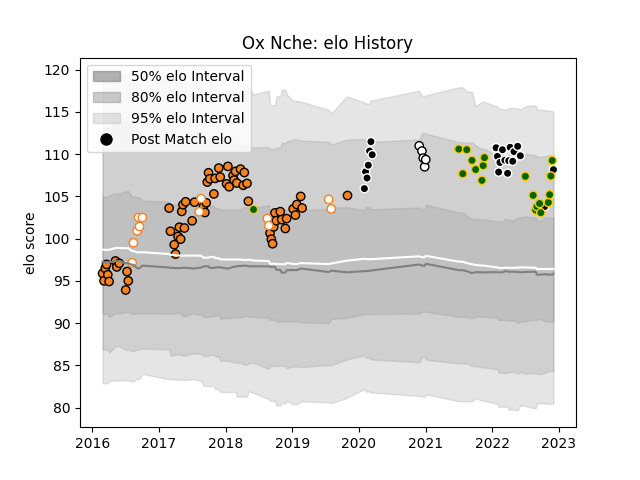 Ox Nche: elo History
50% elo Interval
80% elo Interval
95% elo Interval
Post Match elo
elo score
120
115
110
105
100
95
90
85
80
2016 2017 2018 2019 2020 2021 2022 2023